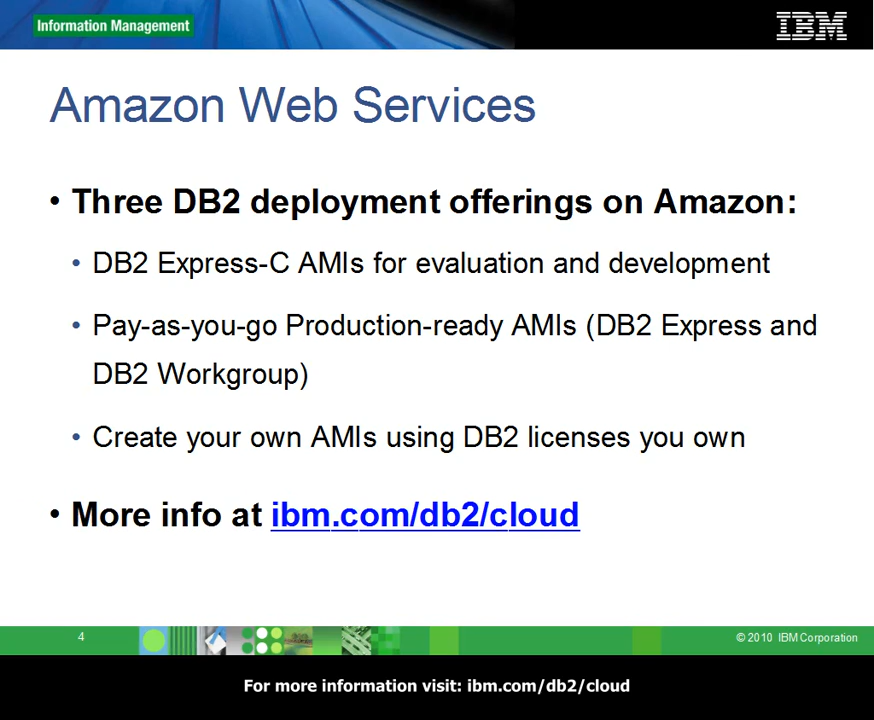 Information Management
IBM
Amazon Web Services
• Three DB2 deployment offerings on Amazon:
• DB2 Express-C AMIs for evaluation and development
• Pay-as-you-go Production-ready AMIs (DB2 Express and
DB2 Workgroup)
• Create your own AMIs using DB2 licenses you own
• More info at ibm.com/db2/cloud
4
© 2010 IBM Corporation
For more information visit: ibm.com/db2/cloud